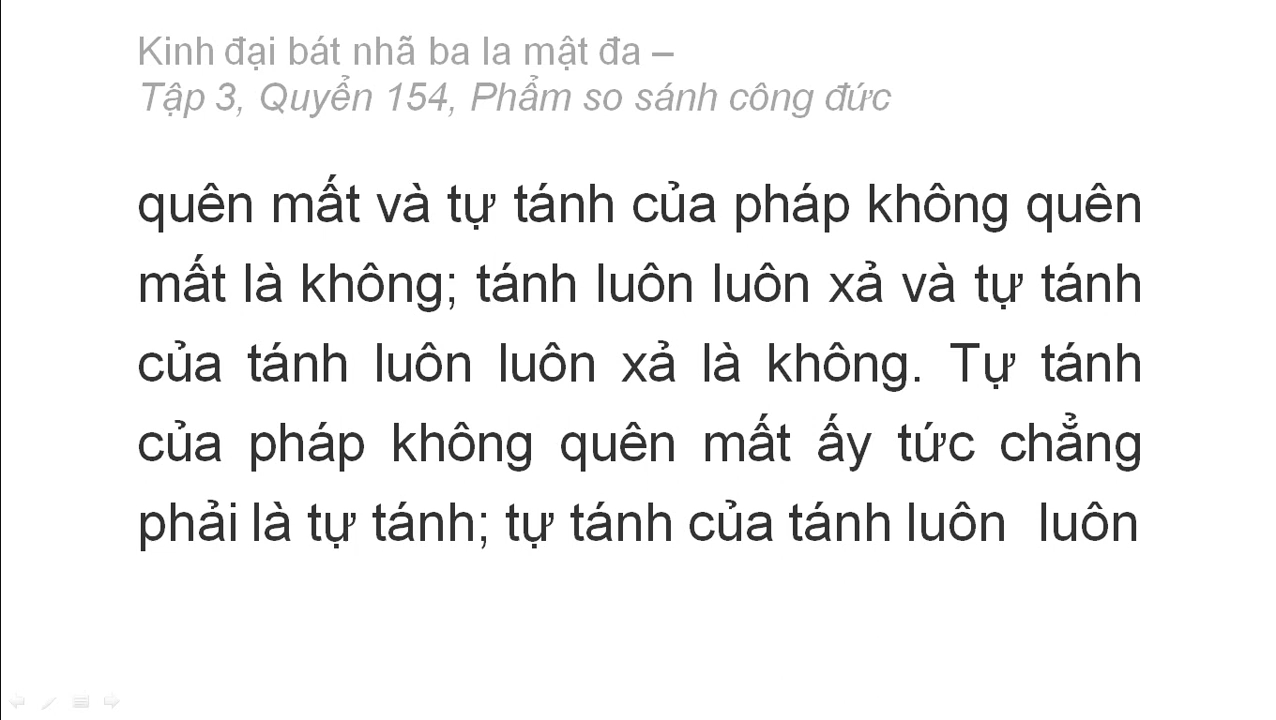 Kinh đại bát nhã ba la mật đa –
Tập 3, Quyển 154, Phẩm so sánh công đức
quên mất và tự tánh của pháp không quên
mất là không; tánh luôn luôn xả và tự tánh
của tánh luôn luôn xả là không. Tự tánh
của pháp không quên mất ấy tức chẳng
phải là tự tánh; tự tánh của tánh luôn luôn